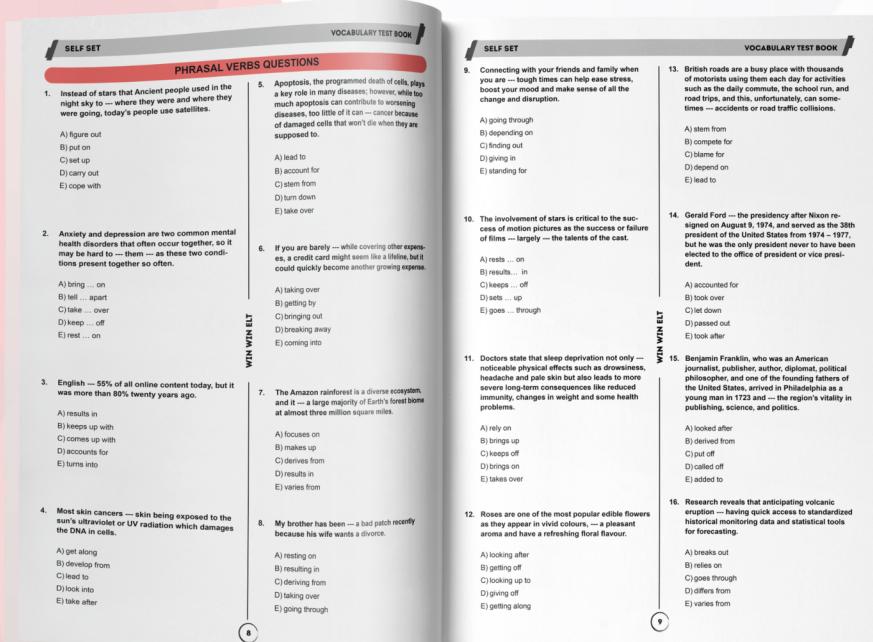 SELF SET
VOCABULARY TEST BOOK
PHRASAL VERBS QUESTIONS
1. Instead of stars that Ancient people used in the
night sky to --- where they were and where they
were going, today's people use satellites.
A) figure out
B) put on
C) set up
D) carry out
E) cope with
2. Anxiety and depression are two common mental
health disorders that often occur together, so it
may be hard to --- them --- as these two condi-
tions present together so often.
A) bring ... on
B) tell ... apart
C) take ... over
D) keep ... off
E) rest ... on
3. English --- 55% of all online content today, but it
was more than 80% twenty years ago.
A) results in
B) keeps up with
C) comes up with
D) accounts for
E) turns into
4. Most skin cancers --- skin being exposed to the
sun's ultraviolet or UV radiation which damages
the DNA in cells.
A) get along
B) develop from
C) lead to
D) look into
E) take after
WIN WIN ELT
5. Apoptosis, the programmed death of cells, plays
a key role in many diseases; however, while too
much apoptosis can contribute to worsening
diseases, too little of it can --- cancer because
of damaged cells that won't die when they are
supposed to.
A) lead to
B) account for
C) stem from
D) turn down
E) take over
6. If you are barely --- while covering other expens-
es, a credit card might seem like a lifeline, but it
could quickly become another growing expense.
A) taking over
B) getting by
C) bringing out
D) breaking away
E) coming into
7. The Amazon rainforest is a diverse ecosystem,
and it --- a large majority of Earth's forest biome
at almost three million square miles.
A) focuses on
B) makes up
C) derives from
D) results in
E) varies from
8. My brother has been --- a bad patch recently
because his wife wants a divorce.
A) resting on
B) resulting in
C) deriving from
D) taking over
E) going through
8
SELF SET
VOCABULARY TEST BOOK
9. Connecting with your friends and family when
you are --- tough times can help ease stress,
boost your mood and make sense of all the
change and disruption.
A) going through
B) depending on
C) finding out
D) giving in
E) standing for
10. The involvement of stars is critical to the suc-
cess of motion pictures as the success or failure
of films --- largely --- the talents of the cast.
A) rests ... on
B) results... in
C) keeps ... off
D) sets ... up
E) goes ... through
11. Doctors state that sleep deprivation not only ---
noticeable physical effects such as drowsiness,
headache and pale skin but also leads to more
severe long-term consequences like reduced
immunity, changes in weight and some health
problems.
A) rely on
B) brings up
C) keeps off
D) brings on
E) takes over
12. Roses are one of the most popular edible flowers
as they appear in vivid colours, --- a pleasant
aroma and have a refreshing floral flavour.
A) looking after
B) getting off
C) looking up to
D) giving off
E) getting along
WIN WIN ELT
13. British roads are a busy place with thousands
of motorists using them each day for activities
such as the daily commute, the school run, and
road trips, and this, unfortunately, can some-
times --- accidents or road traffic collisions.
A) stem from
B) compete for
C) blame for
D) depend on
E) lead to
14. Gerald Ford --- the presidency after Nixon re-
signed on August 9, 1974, and served as the 38th
president of the United States from 1974 – 1977,
but he was the only president never to have been
elected to the office of president or vice presi-
dent.
A) accounted for
B) took over
C) let down
D) passed out
E) took after
15. Benjamin Franklin, who was an American
journalist, publisher, author, diplomat, political
philosopher, and one of the founding fathers of
the United States, arrived in Philadelphia as a
young man in 1723 and --- the region's vitality in
publishing, science, and politics.
A) looked after
B) derived from
C) put off
D) called off
E) added to
16. Research reveals that anticipating volcanic
eruption --- having quick access to standardized
historical monitoring data and statistical tools
for forecasting.
A) breaks out
B) relies on
C) goes through
D) differs from
E) varies from
9